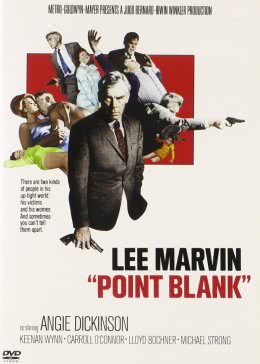 METRO-GOLDWYN-MAYER PRESENTS A JUDD BERNARD-IRWIN WINKLER PRODUCTION
There are two kinds
of people in his
up-tight world:
his victims
and his women.
And sometimes
you can't tell
them apart.
LEE MARVIN
"POINT BLANK"
co-starring ANGIE DICKINSON
KEENAN WYNN · CARROLL O'CONNOR · LLOYD BOCHNER · MICHAEL STRONG
DVD